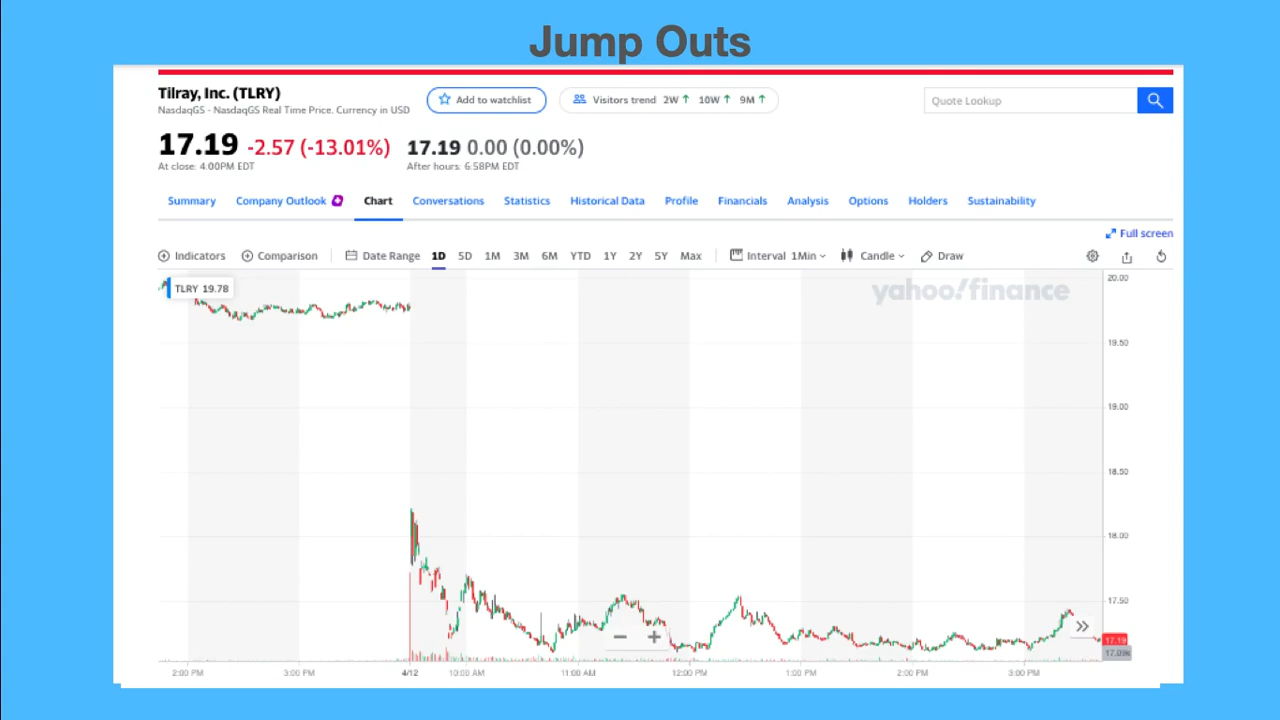 Jump Outs
Tilray, Inc. (TLRY)
NasdaqGS - NasdaqGS Real Time Price. Currency in USD
Add to watchlist
Visitors trend 2W↑ 10W↑ 9M↑
Quote Lookup
17.19 -2.57 (-13.01%) 17.19 0.00 (0.00%)
At close: 4:00PM EDT
After hours: 6:58PM EDT
Summary Company Outlook Chart Conversations Statistics Historical Data Profile Financials Analysis Options Holders Sustainability
Full screen
Indicators Comparison Date Range 1D 5D 1M 3M 6M YTD 1Y 2Y 5Y Max Interval 1Min Candle Draw
TLRY 19.78
yahoo!finance
20.00
19.50
19.00
18.50
18.00
17.50
17.19
2:00 PM 3:00 PM 4/12 10:00 AM 11:00 AM 12:00 PM 1:00 PM 2:00 PM 3:00 PM